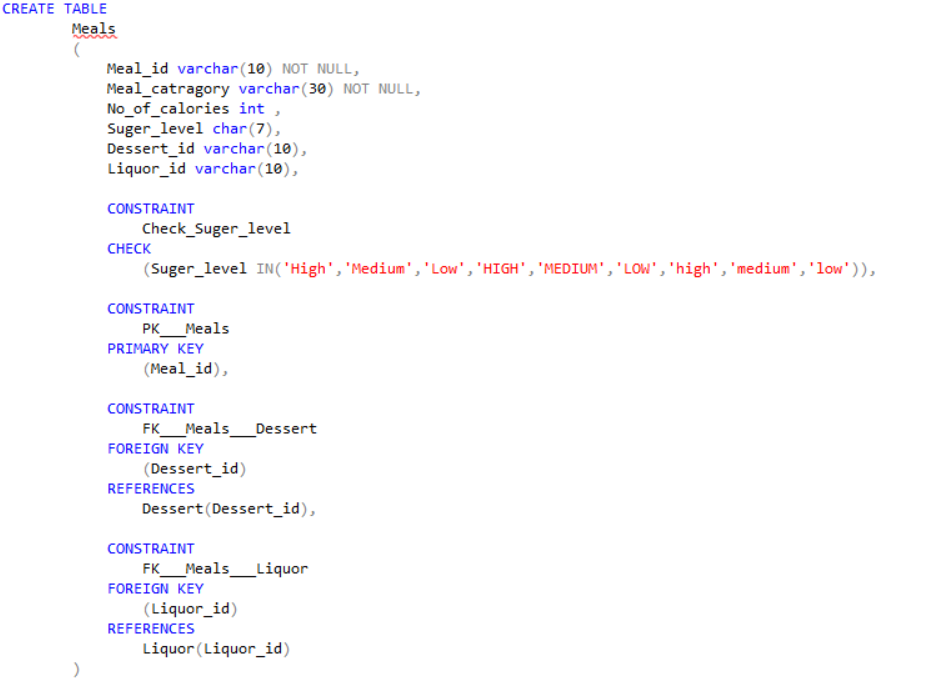 CREATE TABLE
Meals
(
Meal_id varchar(10) NOT NULL,
Meal_catragory varchar(30) NOT NULL,
No_of_calories int ,
Suger_level char(7),
Dessert_id varchar(10),
Liquor_id varchar(10),
CONSTRAINT
Check_Suger_level
CHECK
(Suger_level IN('High','Medium','Low','HIGH','MEDIUM','LOW','high','medium','low')),
CONSTRAINT
PK___Meals
PRIMARY KEY
(Meal_id),
CONSTRAINT
FK___Meals___Dessert
FOREIGN KEY
(Dessert_id)
REFERENCES
Dessert(Dessert_id),
CONSTRAINT
FK___Meals___Liquor
FOREIGN KEY
(Liquor_id)
REFERENCES
Liquor(Liquor_id)
)